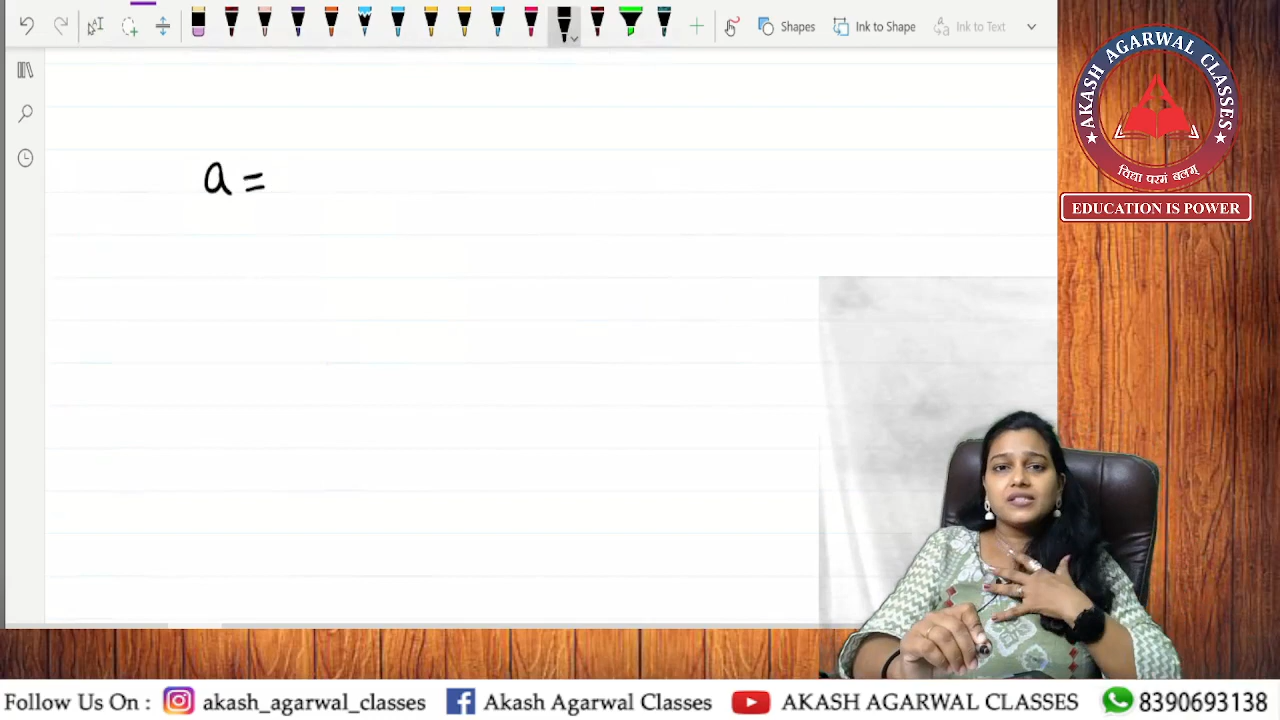 Shapes
Ink to Shape
Ink to Text
a =
AKASH AGARWAL CLASSES
विद्या परमं बलम्
EDUCATION IS POWER
Follow Us On : akash_agarwal_classes Akash Agarwal Classes AKASH AGARWAL CLASSES 8390693138